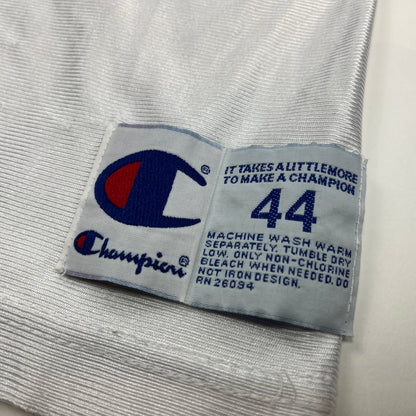 Champion
IT TAKES A LITTLE MORE
TO MAKE A CHAMPION
44
MACHINE WASH WARM
SEPARATELY. TUMBLE DRY
LOW. ONLY NON-CHLORINE
BLEACH WHEN NEEDED. DO
NOT IRON DESIGN.
RN 26094